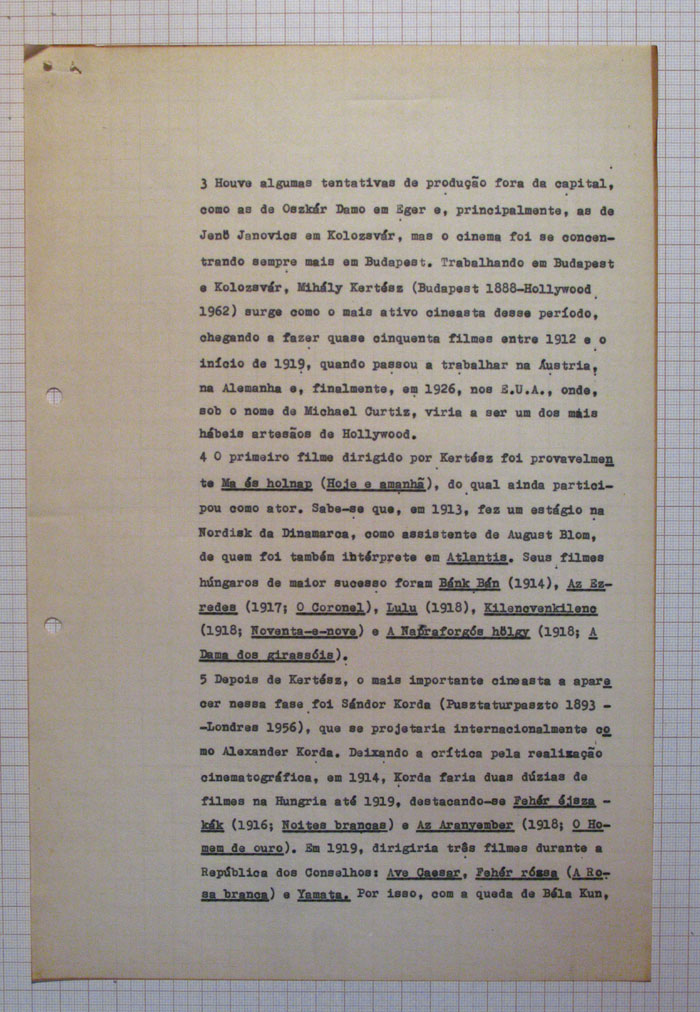 3 Houve algumas tentativas de produção fora da capital,
como as de Oszkár Damo em Eger e, principalmente, as de
Jenö Janovics em Kolozsvár, mas o cinema foi se concen-
trando sempre mais em Budapest. Trabalhando em Budapest
e Kolozsvár, Mihály Kertész (Budapest 1888-Hollywood
1962) surge como o mais ativo cineasta desse período,
chegando a fazer quase cinquenta filmes entre 1912 e o
início de 1919, quando passou a trabalhar na Áustria,
na Alemanha e, finalmente, em 1926, nos E.U.A., onde,
sob o nome de Michael Curtiz, viria a ser um dos mais
hábeis artesãos de Hollywood.
4 O primeiro filme dirigido por Kertész foi provavelmen
te Ma és holnap (Hoje e amanhã), do qual ainda partici-
pou como ator. Sabe-se que, em 1913, fez um estágio na
Nordisk da Dinamarca, como assistente de August Blom,
de quem foi também intérprete em Atlantis. Seus filmes
húngaros de maior sucesso foram Bánk Bán (1914), Az Ez-
redes (1917; O Coronel), Lulu (1918), Kilencvenkilenc
(1918; Noventa-e-nove) e A Napraforgós hölgy (1918; A
Dama dos girassóis).
5 Depois de Kertész, o mais importante cineasta a apare
cer nessa fase foi Sándor Korda (Pusztaturpaszto 1893 -
-Londres 1956), que se projetaria internacionalmente co
mo Alexander Korda. Deixando a crítica pela realização
cinematográfica, em 1914, Korda faria duas dúzias de
filmes na Hungria até 1919, destacando-se Fehér éjsza -
kák (1916; Noites brancas) e Az Aranyember (1918; O Ho-
mem de ouro). Em 1919, dirigiria três filmes durante a
República dos Conselhos: Ave Caesar, Fehér rózsa (A Ro-
sa branca) e Yamata. Por isso, com a queda de Béla Kun,